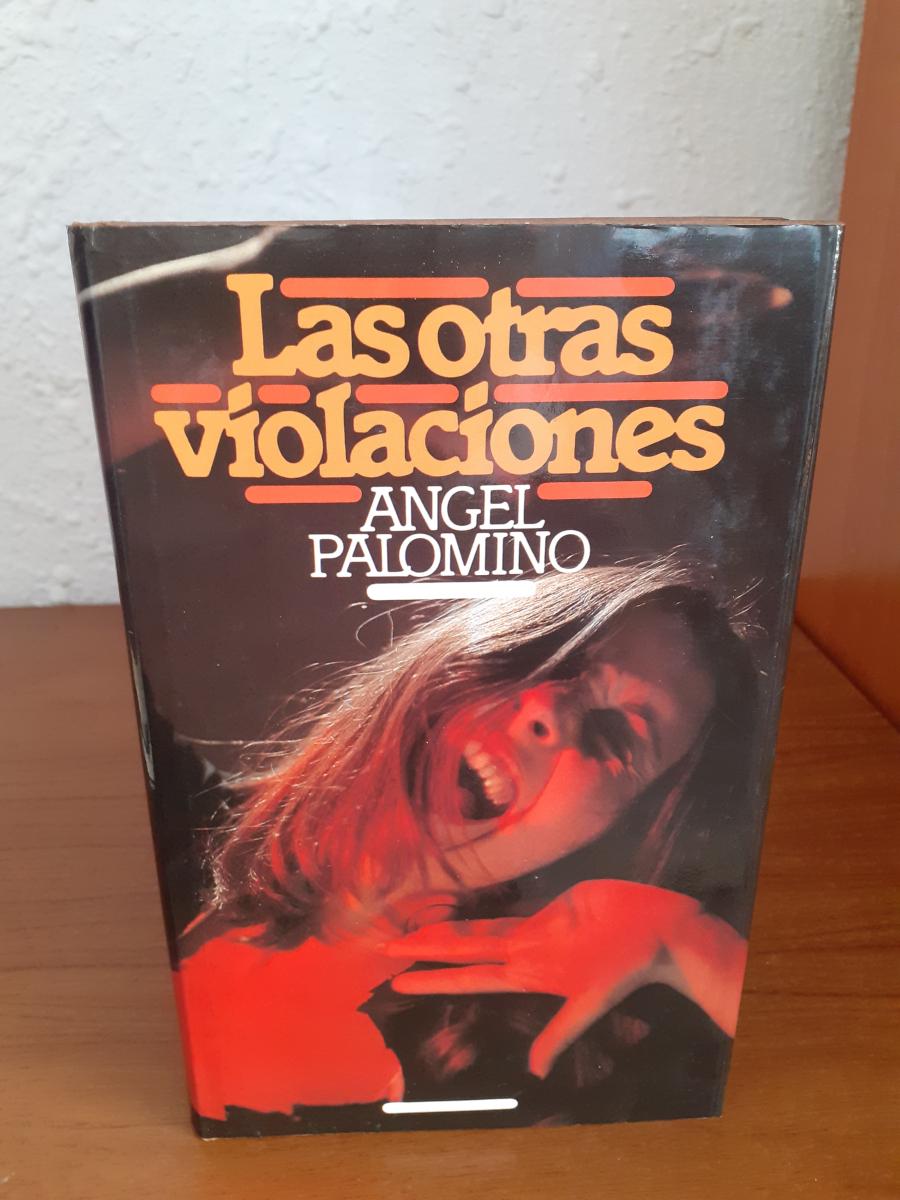 Las otras
violaciones
ANGEL
PALOMINO